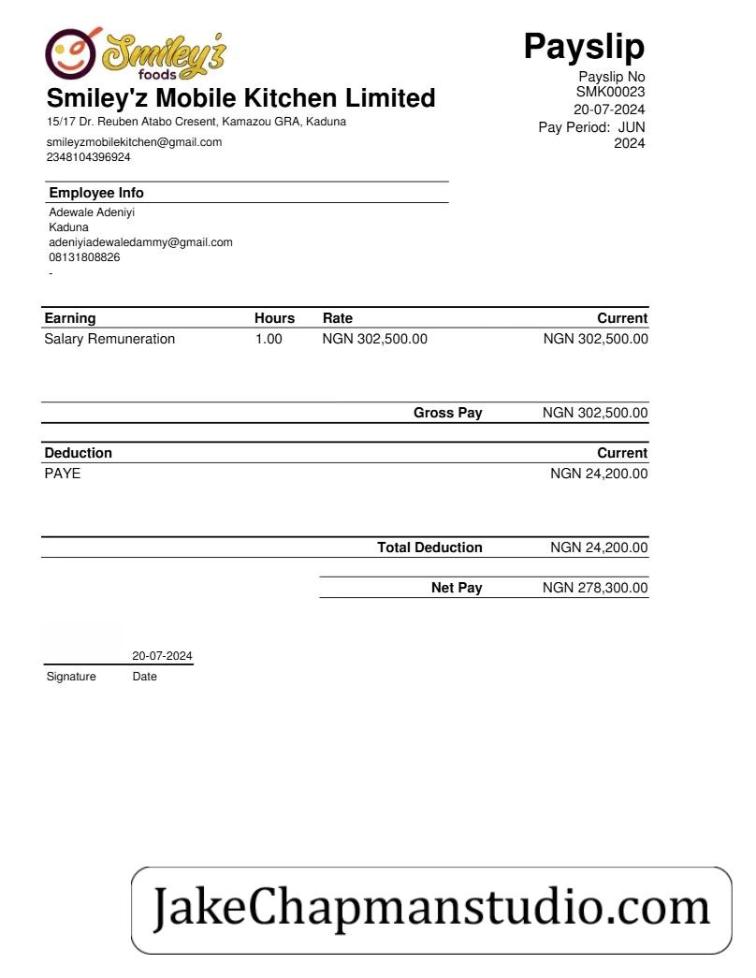 Smiley'z
foods
Smiley'z Mobile Kitchen Limited
15/17 Dr. Reuben Atabo Cresent, Kamazou GRA, Kaduna
smileyzmobilekitchen@gmail.com
2348104396924
Payslip
Payslip No
SMK00023
20-07-2024
Pay Period: JUN
2024
Employee Info
Adewale Adeniyi
Kaduna
adeniyiadewaledammy@gmail.com
08131808826
-
Earning Hours Rate Current
Salary Remuneration 1.00 NGN 302,500.00 NGN 302,500.00
Gross Pay NGN 302,500.00
Deduction Current
PAYE NGN 24,200.00
Total Deduction NGN 24,200.00
Net Pay NGN 278,300.00
20-07-2024
Signature Date
JakeChapmanstudio.com